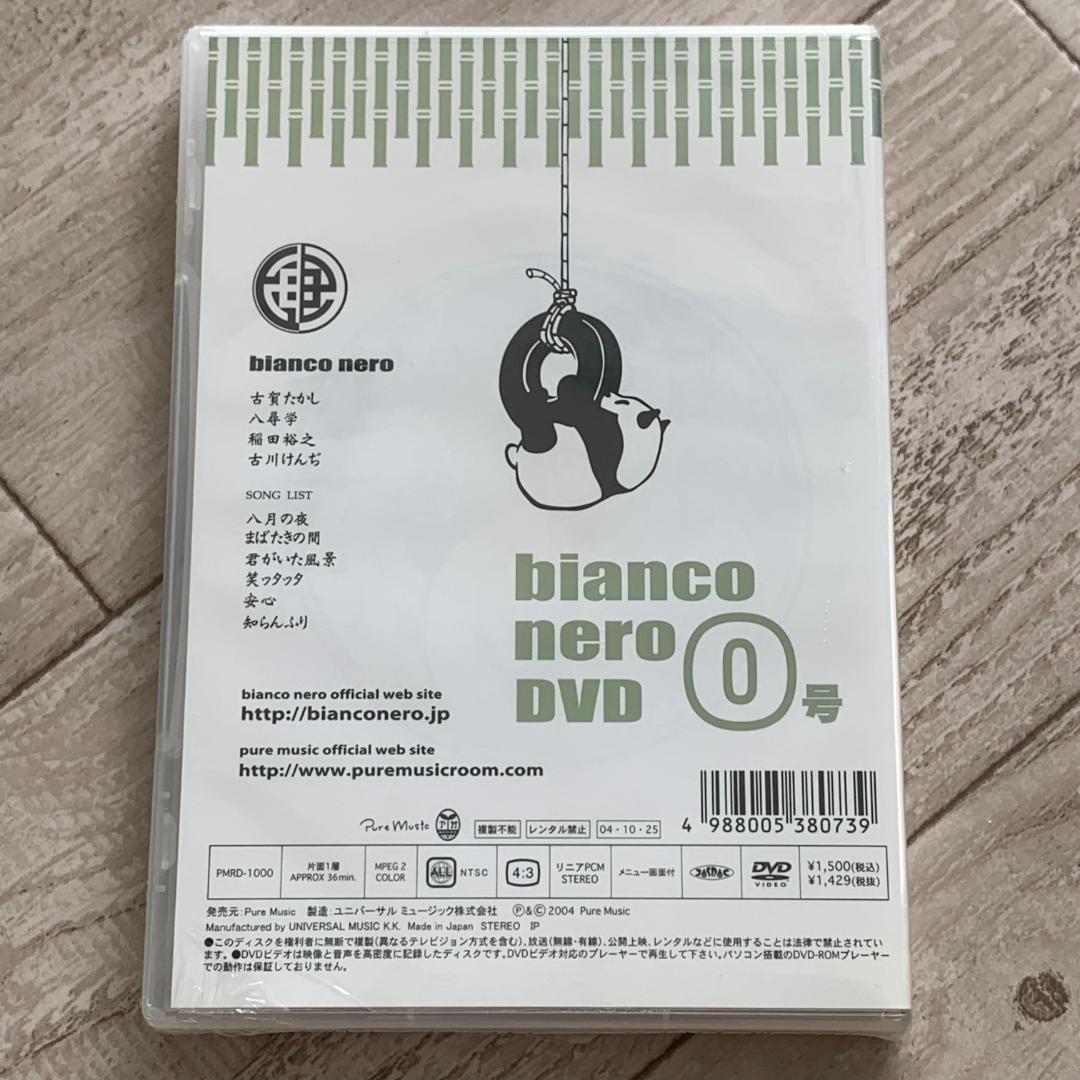 bianco nero
古賀たかし
八尋学
稲田裕之
古川けんぢ
SONG LIST
八月の夜
まばたきの間
君がいた風景
笑ッタッタ
安心
知らんふり
bianco
nero
DVD 0号
bianco nero official web site
http://bianconero.jp
pure music official web site
http://www.puremusicroom.com
Pure Music 複製不能 レンタル禁止 04・10・25
4 988005 380739
PMRD-1000 片面1層 APPROX 36min. MPEG 2 COLOR ALL NTSC 4:3 リニアPCM STEREO メニュー画面付 JASRAC DVD VIDEO ¥1,500(税込) ¥1,429(税抜)
発売元:Pure Music 製造:ユニバーサル ミュージック株式会社 Ⓟ&Ⓒ 2004 Pure Music
Manufactured by UNIVERSAL MUSIC K.K. Made in Japan STEREO IP
●このディスクを権利者に無断で複製(異なるテレビジョン方式を含む)、放送(無線・有線)、公開上映、レンタルなどに使用することは法律で禁止されてい
ます。●DVDビデオは映像と音声を高密度に記録したディスクです。DVDビデオ対応のプレーヤーで再生して下さい。パソコン搭載のDVD-ROMプレーヤー
での動作は保証しておりません。